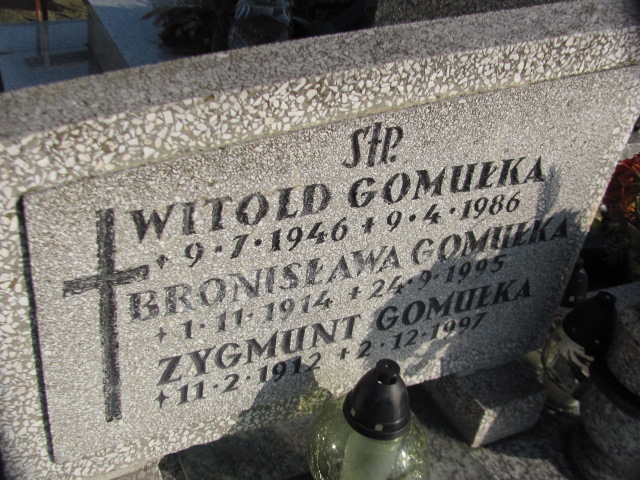 Śtp.
WITOLD GOMUŁKA
* 9 · 7 · 1946 + 9 · 4 · 1986
BRONISŁAWA GOMUŁKA
* 1 · 11 · 1914 + 24 · 9 · 1995
ZYGMUNT GOMUŁKA
* 11 · 2 · 1912 + 2 · 12 · 1997